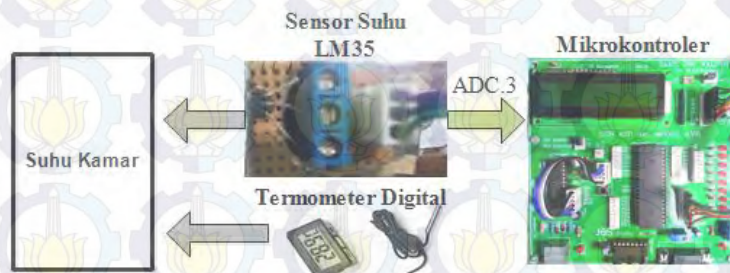 Sensor Suhu
LM35
Mikrokontroler
ADC.3
Suhu Kamar
Termometer Digital